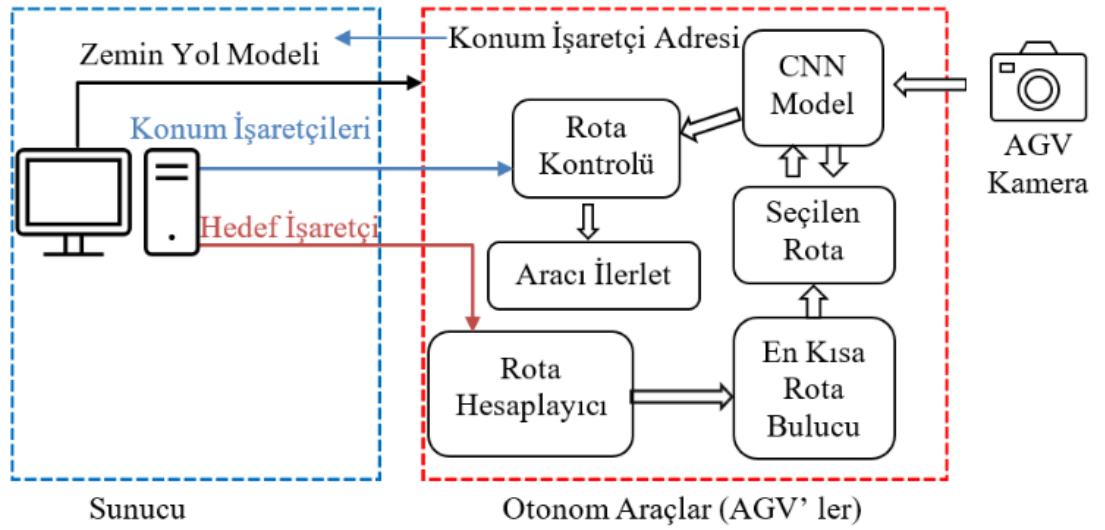 Konum İşaretçi Adresi
Zemin Yol Modeli
CNN
Model
Konum İşaretçileri
Rota
Kontrolü
AGV
Kamera
Hedef İşaretçi
Seçilen
Rota
Aracı İlerlet
Rota
Hesaplayıcı
En Kısa
Rota
Bulucu
Sunucu
Otonom Araçlar (AGV’ ler)